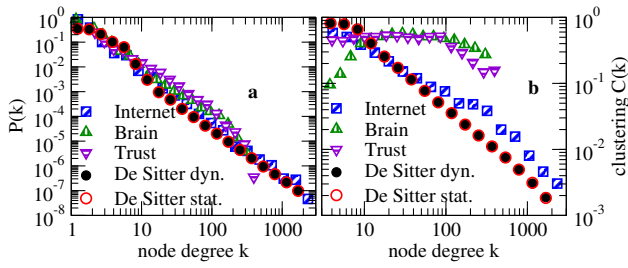 10^0
10^-1
10^-2
10^-3
10^-4
10^-5
10^-6
10^-7
10^-8
P(k)
1
10
100
1000
node degree k
a
Internet
Brain
Trust
De Sitter dyn.
De Sitter stat.
b
Internet
Brain
Trust
De Sitter dyn.
De Sitter stat.
10
100
1000
node degree k
10^0
10^-1
10^-2
10^-3
clustering C(k)